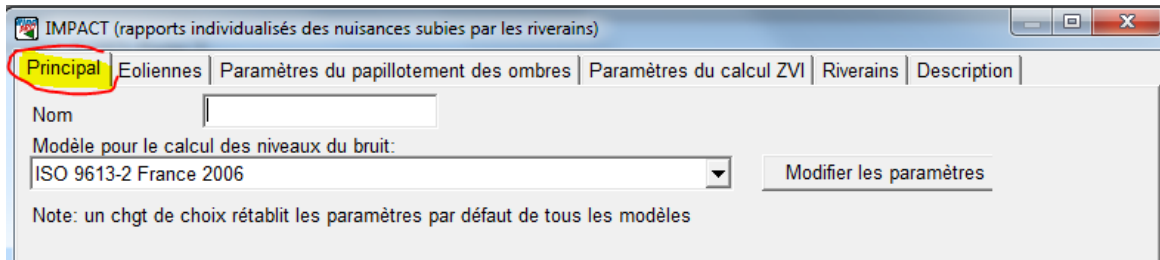 IMPACT (rapports individualisés des nuisances subies par les riverains)
Principal Eoliennes Paramètres du papillotement des ombres Paramètres du calcul ZVI Riverains Description
Nom
Modèle pour le calcul des niveaux du bruit:
ISO 9613-2 France 2006 Modifier les paramètres
Note: un chgt de choix rétablit les paramètres par défaut de tous les modèles